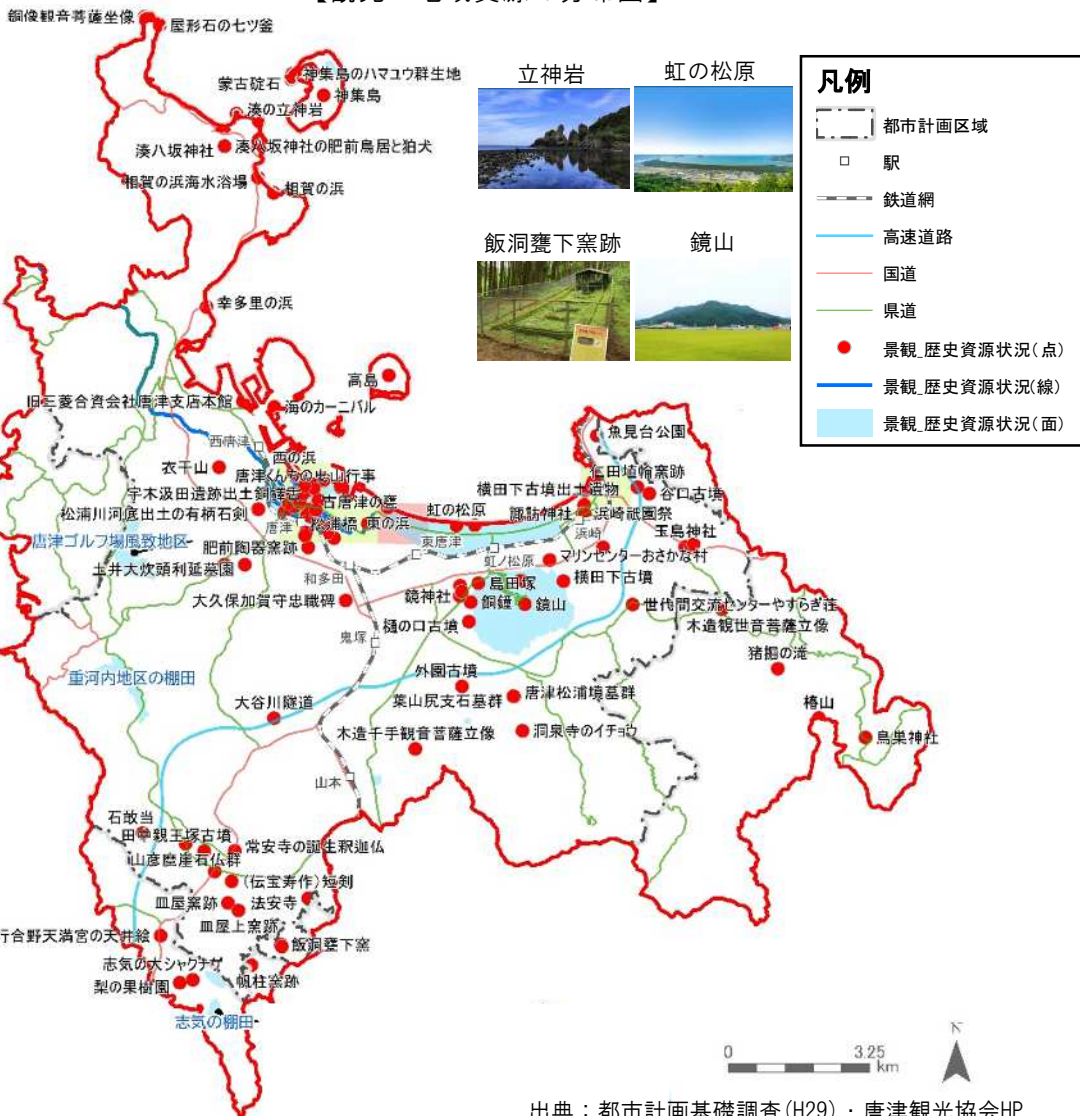 銅像観音菩薩坐像
屋形石の七ツ釜
蒙古碇石
神集島のハマユウ群生地
神集島
湊の立神岩
湊八坂神社
湊八坂神社の肥前鳥居と狛犬
相賀の浜海水浴場
相賀の浜
幸多里の浜
立神岩
虹の松原
飯洞甕下窯跡
鏡山
凡例
都市計画区域
駅
鉄道網
高速道路
国道
県道
景観_歴史資源状況(点)
景観_歴史資源状況(線)
景観_歴史資源状況(面)
高島
旧三菱合資会社唐津支店本館
海のカーニバル
西唐津
西の浜
衣干山
唐津くんちの曳山行事
宇木汲田遺跡出土銅鐸舌
古唐津の甕
松浦川河底出土の有柄石剣
唐津
松浦橋
東の浜
虹の松原
唐津ゴルフ場風致地区
肥前陶器窯跡
土井大炊頭利延墓園
和多田
東唐津
虹ノ松原
大久保加賀守忠職碑
鬼塚
魚見台公園
仁田埴輪窯跡
横田下古墳出土遺物
谷口古墳
諏訪神社
浜崎祇園祭
浜崎
玉島神社
マリンセンターおさかな村
島田塚
横田下古墳
鏡神社
銅鐘
鏡山
世代間交流センターやすらぎ荘
樋の口古墳
木造観世音菩薩立像
猪掘の滝
重河内地区の棚田
外園古墳
葉山尻支石墓群
唐津松浦墳墓群
大谷川隧道
椿山
木造千手観音菩薩立像
洞泉寺のイチョウ
鳥巣神社
山本
石敢当
田中親王塚古墳
常安寺の誕生釈迦仏
山彦磨崖石仏群
(伝宝寿作)短剣
皿屋窯跡
法安寺
皿屋上窯跡
行合野天満宮の天井絵
飯洞甕下窯
志気の大シャクナゲ
帆柱窯跡
梨の果樹園
志気の棚田
N
0
3.25
km
出典：都市計画基礎調査(H29)・唐津観光協会HP